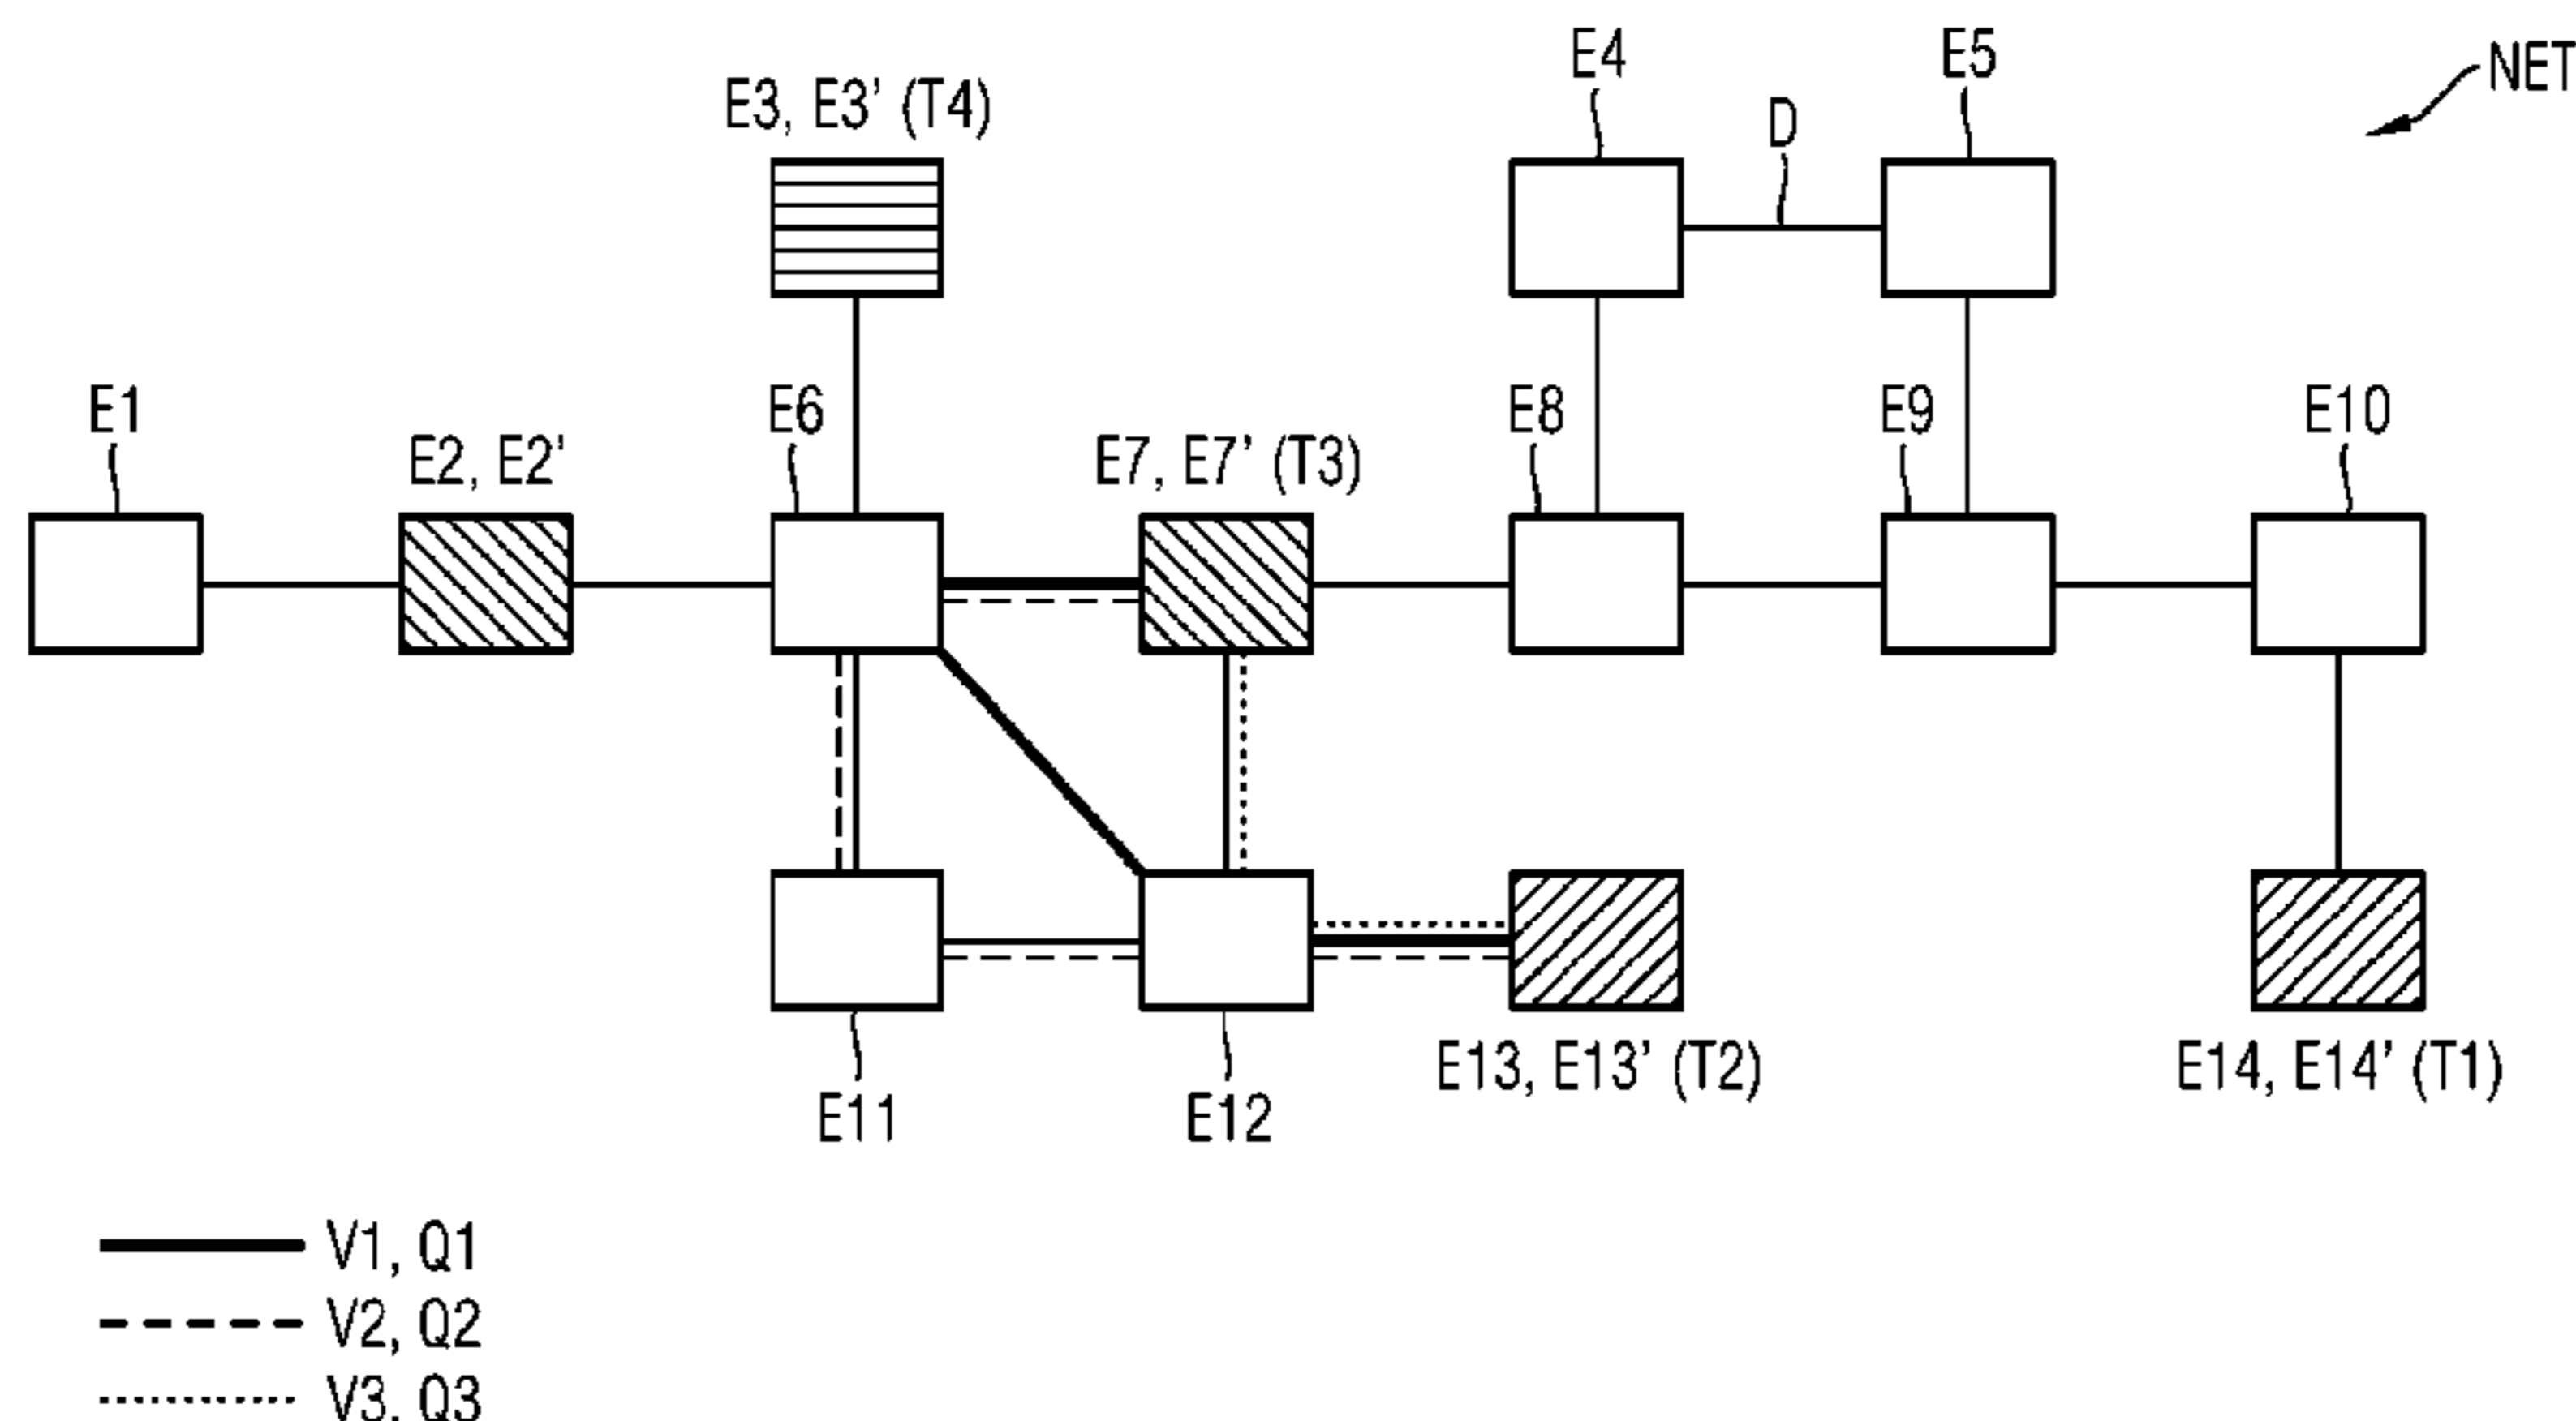 E4
E5
NET
E3, E3' (T4)
D
E1
E2, E2'
E6
E7, E7' (T3)
E8
E9
E10
E11
E12
E13, E13' (T2)
E14, E14' (T1)
V1, Q1
V2, Q2
V3, Q3